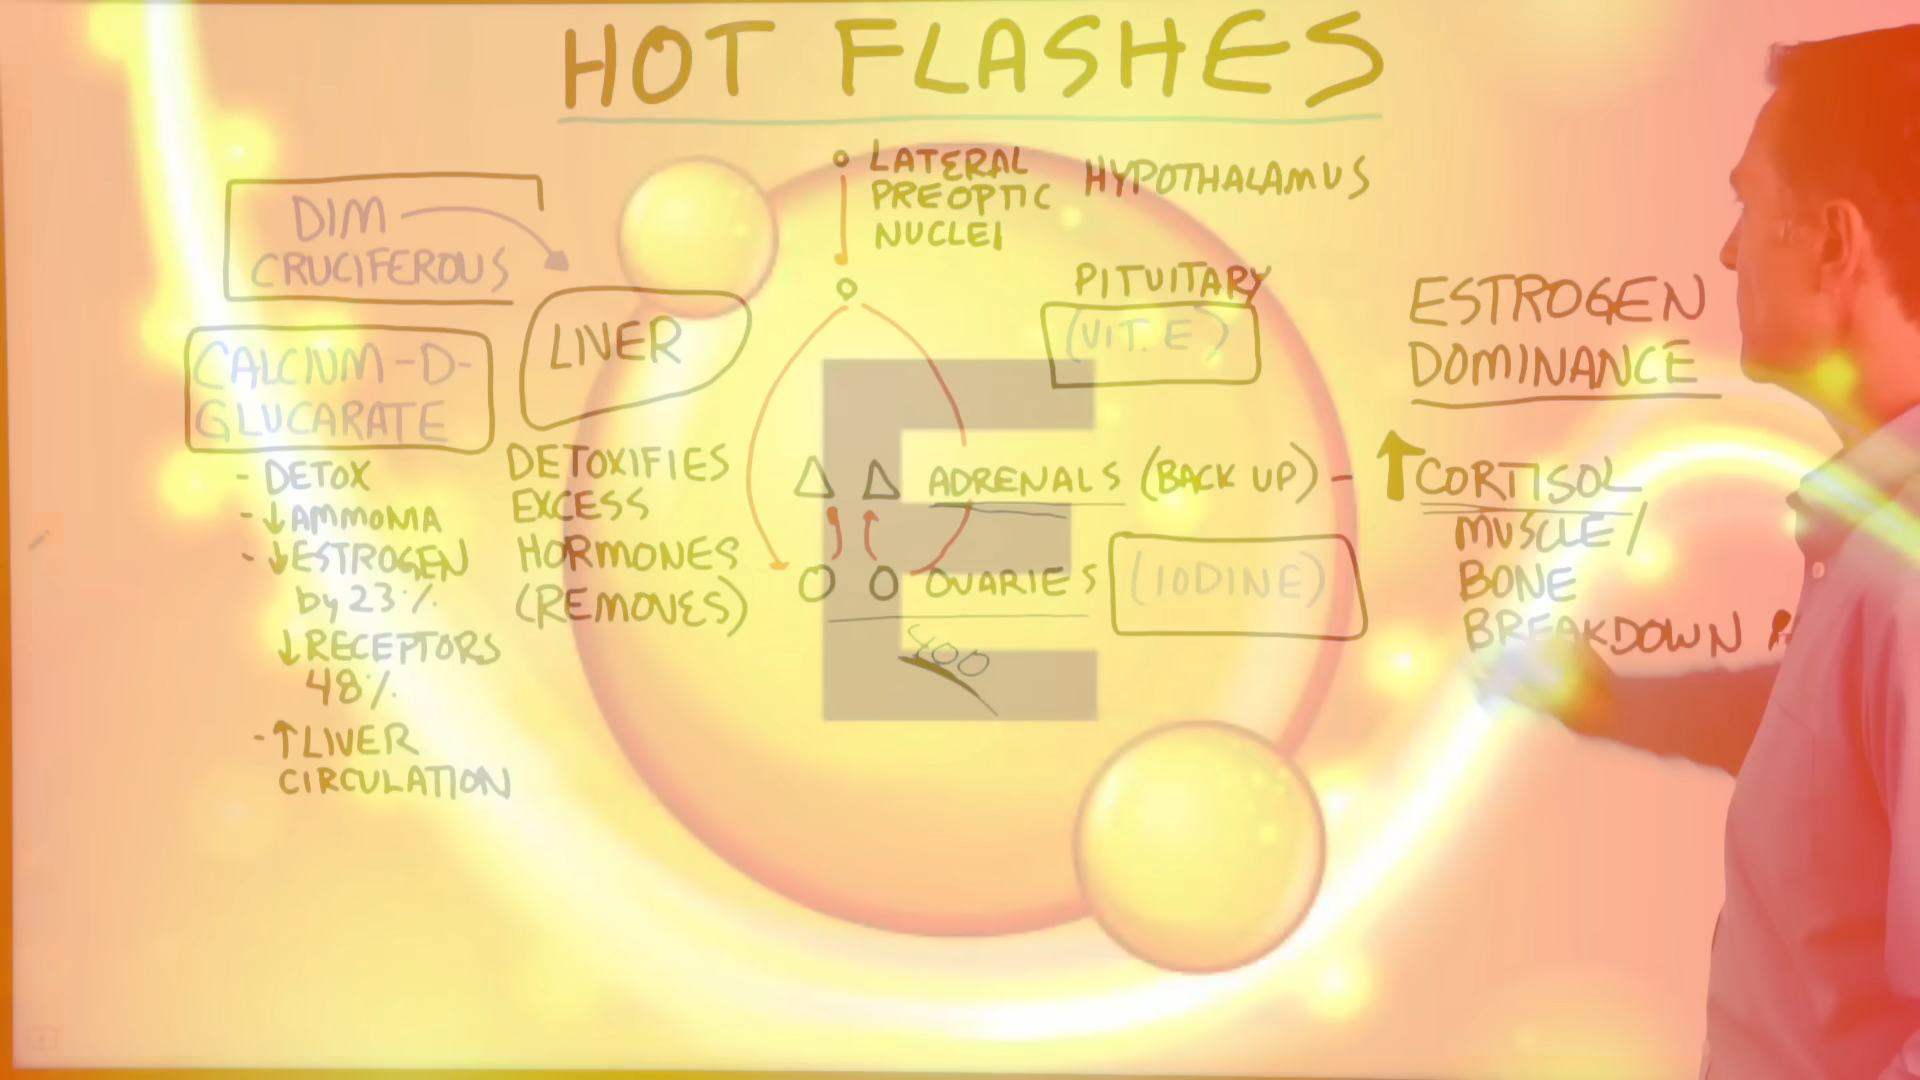 HOT FLASHES
LATERAL
PREOPTIC
NUCLEI
HYPOTHALAMUS
DIM
CRUCIFEROUS
PITUITARY
(VIT. E)
ESTROGEN
DOMINANCE
LIVER
CALCIUM-D-
GLUCARATE
- DETOX
- ↓AMMONIA
- ↓ESTROGEN
by 23%
↓RECEPTORS
48%
- ↑LIVER
CIRCULATION
DETOXIFIES
EXCESS
HORMONES
(REMOVES)
E
ADRENALS (BACK UP) -
OVARIES
(IODINE)
400
↑CORTISOL
MUSCLE/
BONE
BREAKDOWN